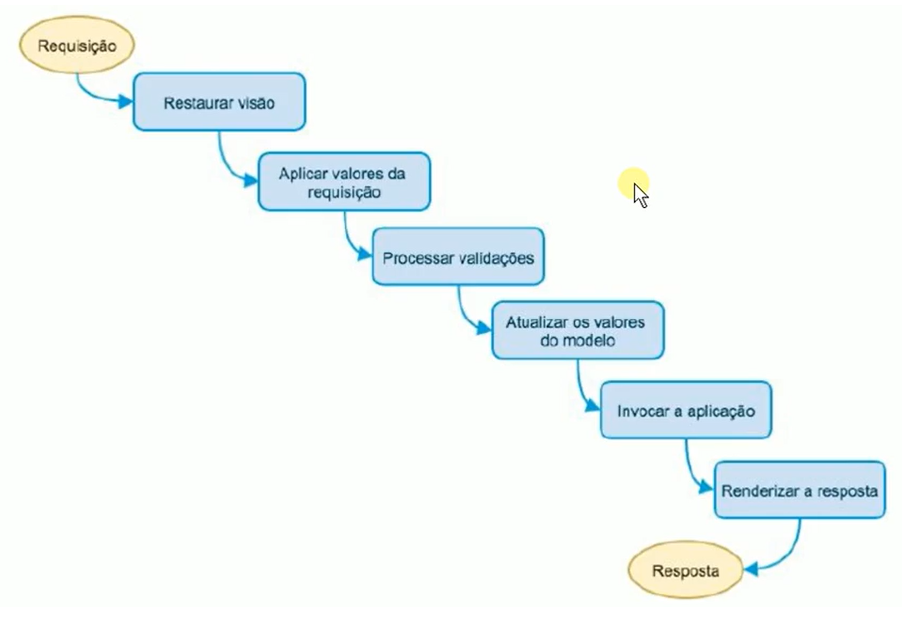 Requisição
Restaurar visão
Aplicar valores da
requisição
Processar validações
Atualizar os valores
do modelo
Invocar a aplicação
Renderizar a resposta
Resposta